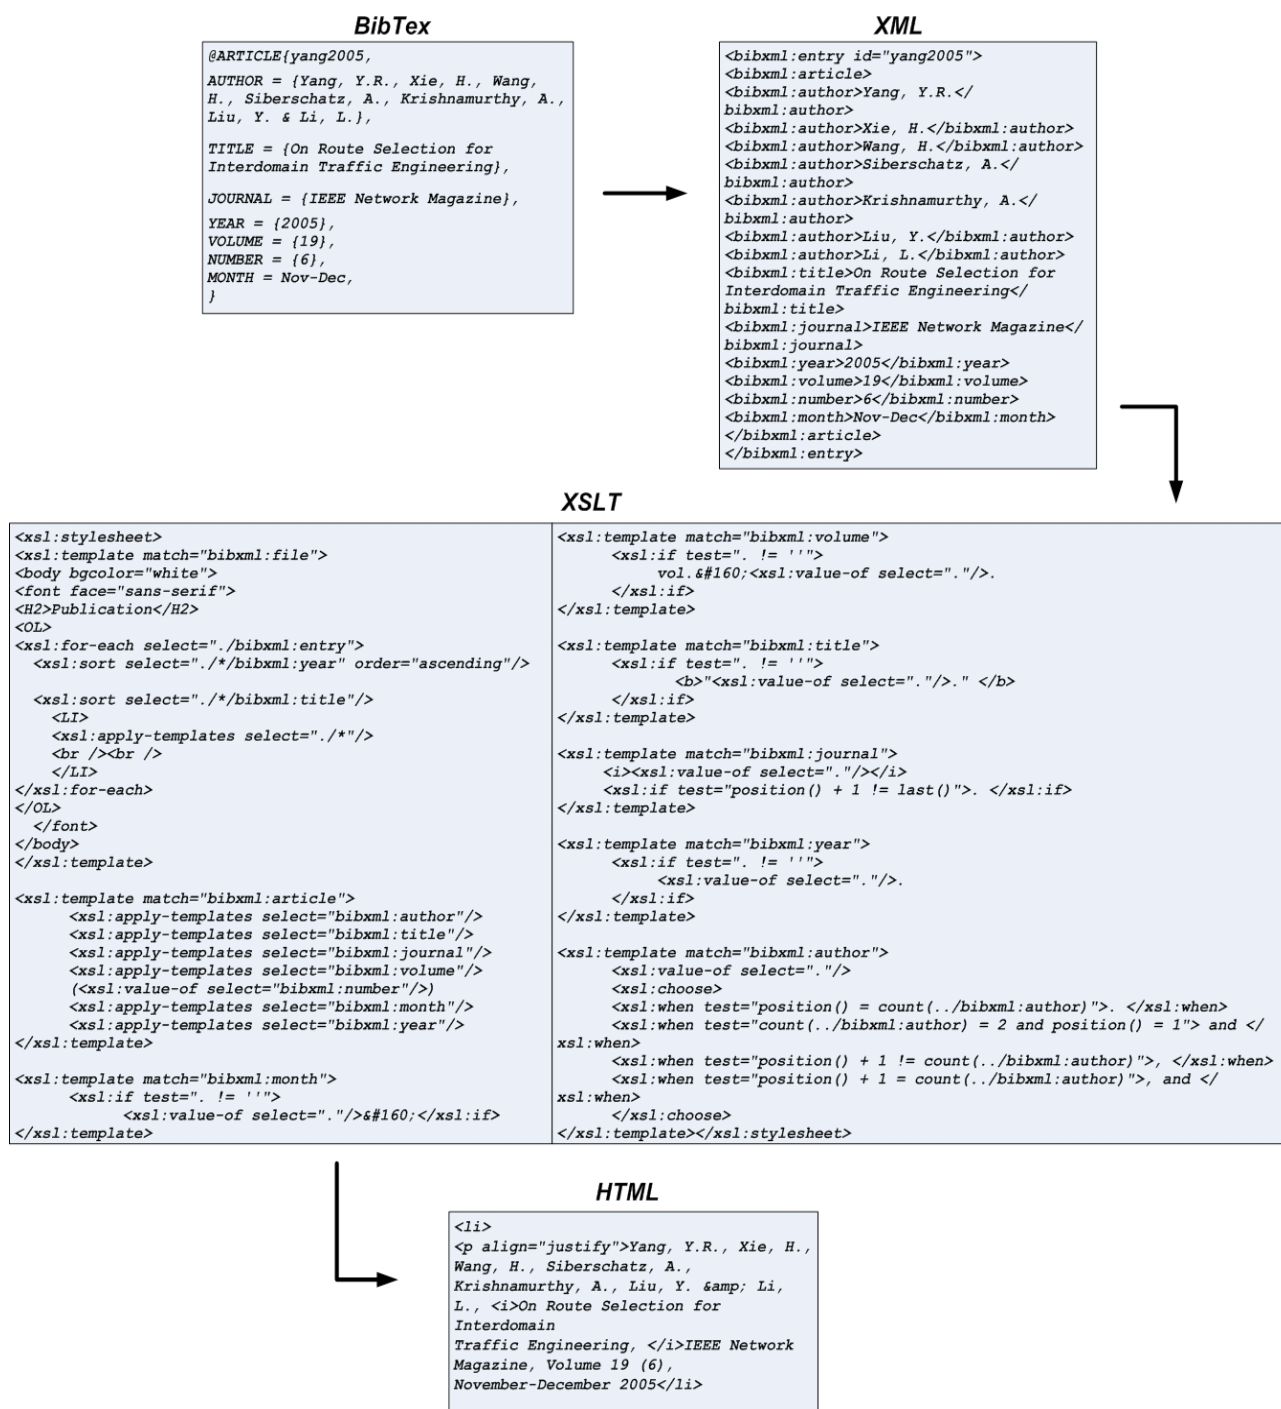 BibTex
@ARTICLE{yang2005,
AUTHOR = {Yang, Y.R., Xie, H., Wang,
H., Siberschatz, A., Krishnamurthy, A.,
Liu, Y. & Li, L.},
TITLE = {On Route Selection for
Interdomain Traffic Engineering},
JOURNAL = {IEEE Network Magazine},
YEAR = {2005},
VOLUME = {19},
NUMBER = {6},
MONTH = Nov-Dec,
}
XML
<bibxml:entry id="yang2005">
<bibxml:article>
<bibxml:author>Yang, Y.R.</
bibxml:author>
<bibxml:author>Xie, H.</bibxml:author>
<bibxml:author>Wang, H.</bibxml:author>
<bibxml:author>Siberschatz, A.</
bibxml:author>
<bibxml:author>Krishnamurthy, A.</
bibxml:author>
<bibxml:author>Liu, Y.</bibxml:author>
<bibxml:author>Li, L.</bibxml:author>
<bibxml:title>On Route Selection for
Interdomain Traffic Engineering</
bibxml:title>
<bibxml:journal>IEEE Network Magazine</
bibxml:journal>
<bibxml:year>2005</bibxml:year>
<bibxml:volume>19</bibxml:volume>
<bibxml:number>6</bibxml:number>
<bibxml:month>Nov-Dec</bibxml:month>
</bibxml:article>
</bibxml:entry>
XSLT
<xsl:stylesheet>
<xsl:template match="bibxml:file">
<body bgcolor="white">
<font face="sans-serif">
<H2>Publication</H2>
<OL>
<xsl:for-each select="./bibxml:entry">
<xsl:sort select="./*/bibxml:year" order="ascending"/>
<xsl:sort select="./*/bibxml:title"/>
<LI>
<xsl:apply-templates select="./*"/>
<br /><br />
</LI>
</xsl:for-each>
</OL>
</font>
</body>
</xsl:template>
<xsl:template match="bibxml:article">
<xsl:apply-templates select="bibxml:author"/>
<xsl:apply-templates select="bibxml:title"/>
<xsl:apply-templates select="bibxml:journal"/>
<xsl:apply-templates select="bibxml:volume"/>
(<xsl:value-of select="bibxml:number"/>)
<xsl:apply-templates select="bibxml:month"/>
<xsl:apply-templates select="bibxml:year"/>
</xsl:template>
<xsl:template match="bibxml:month">
<xsl:if test=". != ''">
<xsl:value-of select="."/>&#160;</xsl:if>
</xsl:template>
<xsl:template match="bibxml:volume">
<xsl:if test=". != ''">
vol.&#160;<xsl:value-of select="."/>.
</xsl:if>
</xsl:template>
<xsl:template match="bibxml:title">
<xsl:if test=". != ''">
<b>"<xsl:value-of select="."/>." </b>
</xsl:if>
</xsl:template>
<xsl:template match="bibxml:journal">
<i><xsl:value-of select="."/></i>
<xsl:if test="position() + 1 != last()">. </xsl:if>
</xsl:template>
<xsl:template match="bibxml:year">
<xsl:if test=". != ''">
<xsl:value-of select="."/>.
</xsl:if>
</xsl:template>
<xsl:template match="bibxml:author">
<xsl:value-of select="."/>
<xsl:choose>
<xsl:when test="position() = count(../bibxml:author)">. </xsl:when>
<xsl:when test="count(../bibxml:author) = 2 and position() = 1"> and </
xsl:when>
<xsl:when test="position() + 1 != count(../bibxml:author)">, </xsl:when>
<xsl:when test="position() + 1 = count(../bibxml:author)">, and </
xsl:when>
</xsl:choose>
</xsl:template></xsl:stylesheet>
HTML
<li>
<p align="justify">Yang, Y.R., Xie, H.,
Wang, H., Siberschatz, A.,
Krishnamurthy, A., Liu, Y. &amp; Li,
L., <i>On Route Selection for
Interdomain
Traffic Engineering, </i>IEEE Network
Magazine, Volume 19 (6),
November-December 2005</li>